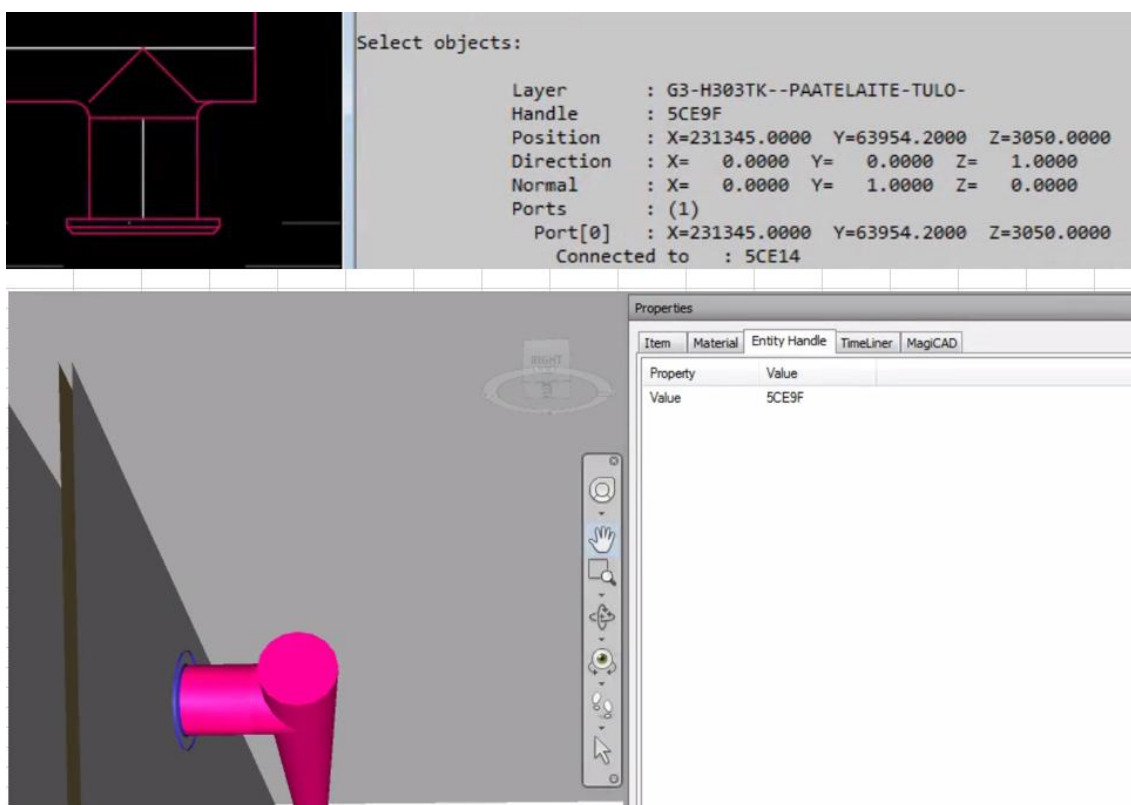 Select objects:
Layer : G3-H303TK--PAATELAITE-TULO-
Handle : 5CE9F
Position : X=231345.0000 Y=63954.2000 Z=3050.0000
Direction : X= 0.0000 Y= 0.0000 Z= 1.0000
Normal : X= 0.0000 Y= 1.0000 Z= 0.0000
Ports : (1)
Port[0] : X=231345.0000 Y=63954.2000 Z=3050.0000
Connected to : 5CE14
Properties
Item Material Entity Handle TimeLiner MagiCAD
Property Value
Value 5CE9F
RIGHT